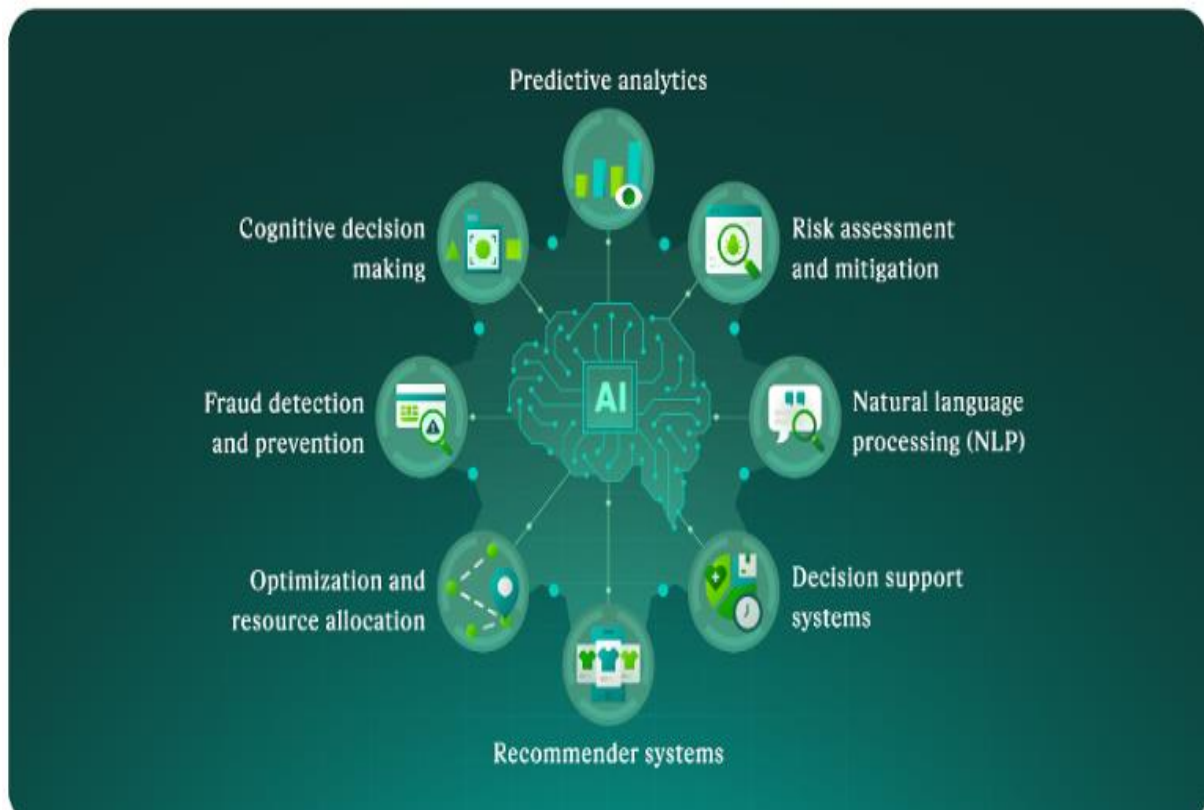 Predictive analytics
Cognitive decision
making
Risk assessment
and mitigation
Fraud detection
and prevention
AI
Natural language
processing (NLP)
Optimization and
resource allocation
Decision support
systems
Recommender systems